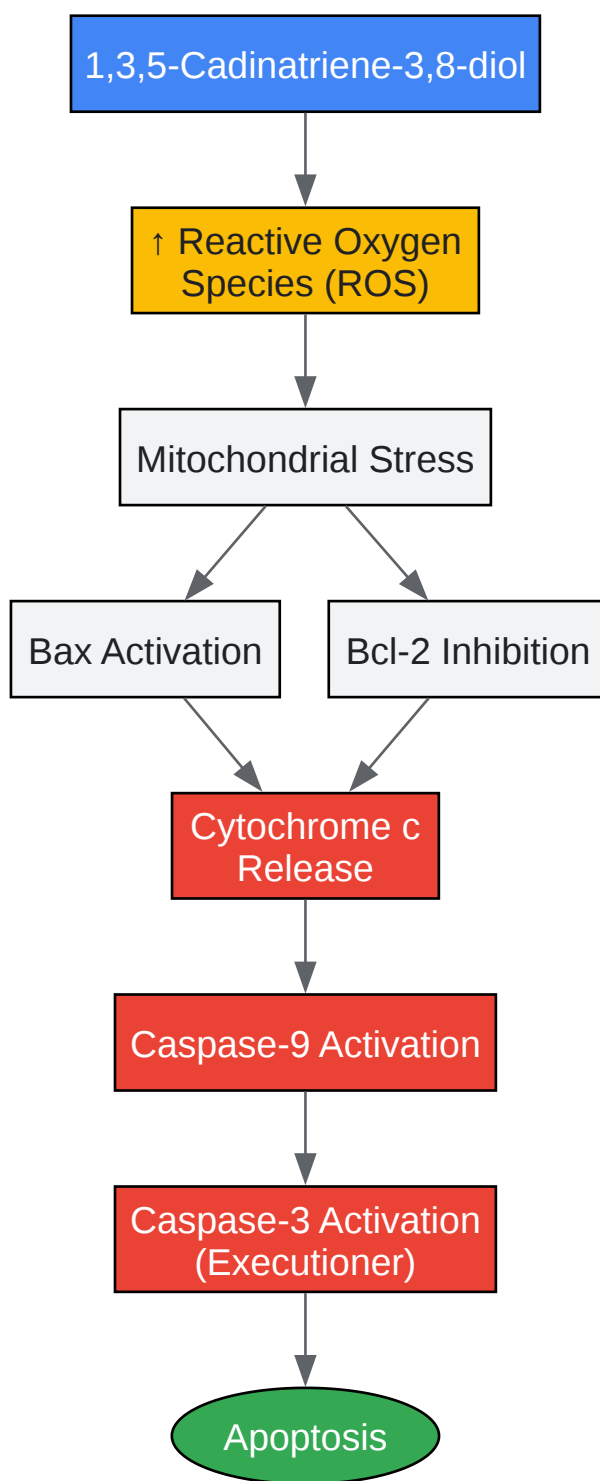 1,3,5-Cadinatriene-3,8-diol
↑ Reactive Oxygen
Species (ROS)
Mitochondrial Stress
Bax Activation
Bcl-2 Inhibition
Cytochrome c
Release
Caspase-9 Activation
Caspase-3 Activation
(Executioner)
Apoptosis